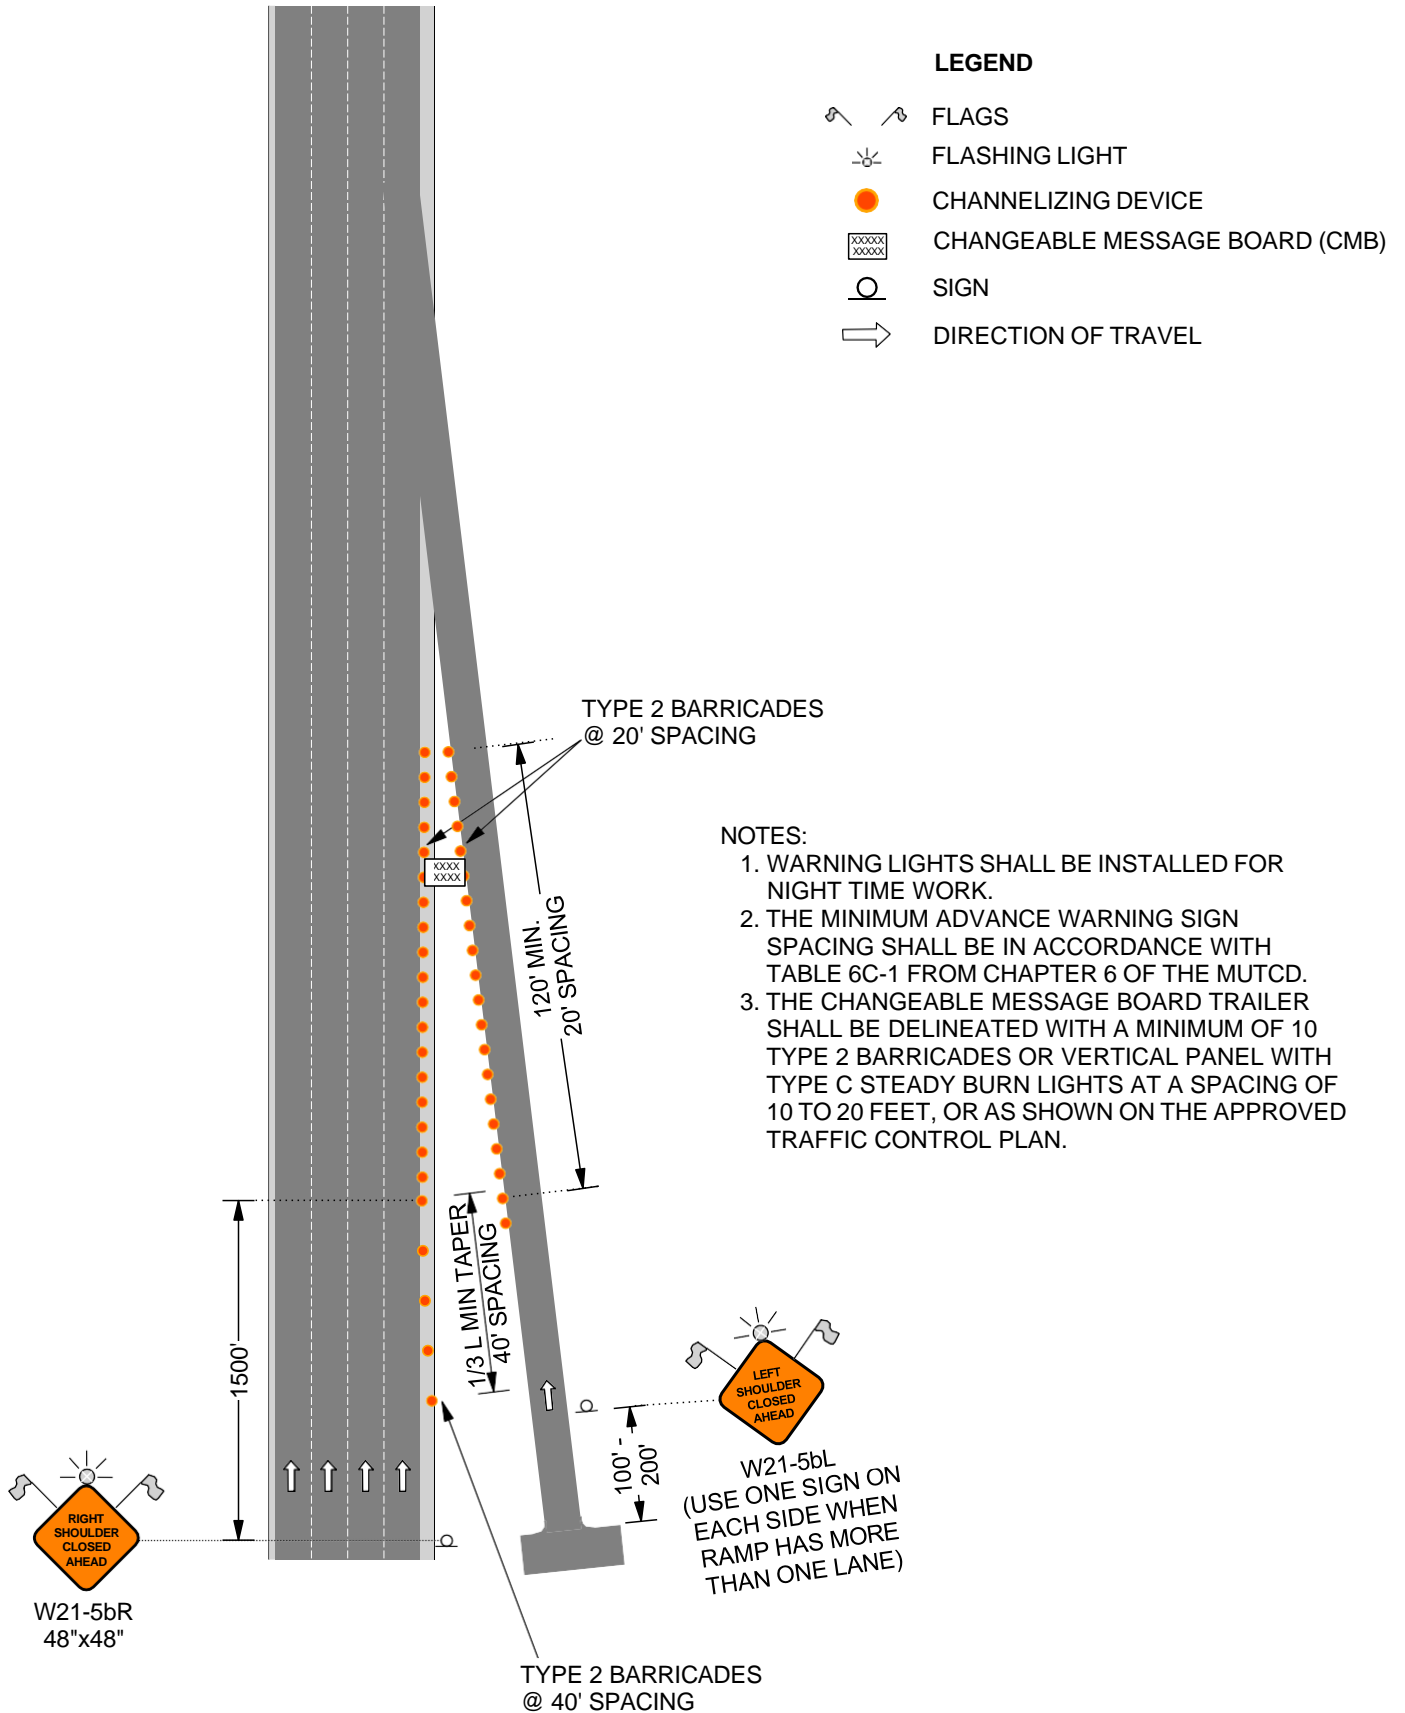 LEGEND
FLAGS
FLASHING LIGHT
CHANNELIZING DEVICE
XXXXX
XXXXX
CHANGEABLE MESSAGE BOARD (CMB)
SIGN
DIRECTION OF TRAVEL
TYPE 2 BARRICADES
@ 20' SPACING
XXXX
XXXX
120' MIN.
20' SPACING
NOTES:
1. WARNING LIGHTS SHALL BE INSTALLED FOR
NIGHT TIME WORK.
2. THE MINIMUM ADVANCE WARNING SIGN
SPACING SHALL BE IN ACCORDANCE WITH
TABLE 6C-1 FROM CHAPTER 6 OF THE MUTCD.
3. THE CHANGEABLE MESSAGE BOARD TRAILER
SHALL BE DELINEATED WITH A MINIMUM OF 10
TYPE 2 BARRICADES OR VERTICAL PANEL WITH
TYPE C STEADY BURN LIGHTS AT A SPACING OF
10 TO 20 FEET, OR AS SHOWN ON THE APPROVED
TRAFFIC CONTROL PLAN.
1/3 L MIN TAPER
40' SPACING
1500'
LEFT
SHOULDER
CLOSED
AHEAD
100' -
200'
W21-5bL
(USE ONE SIGN ON
EACH SIDE WHEN
RAMP HAS MORE
THAN ONE LANE)
RIGHT
SHOULDER
CLOSED
AHEAD
W21-5bR
48"x48"
TYPE 2 BARRICADES
@ 40' SPACING